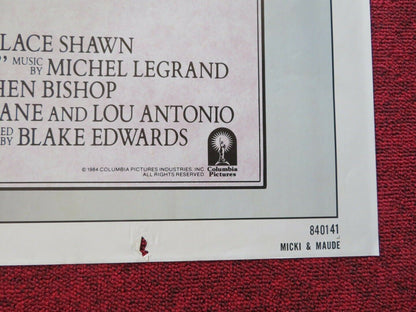 LACE SHAWN
" MUSIC BY MICHEL LEGRAND
HEN BISHOP
ANE AND LOU ANTONIO
ED BY BLAKE EDWARDS
© 1984 COLUMBIA PICTURES INDUSTRIES, INC.
ALL RIGHTS RESERVED
Columbia
Pictures
840141
MICKI & MAUDE